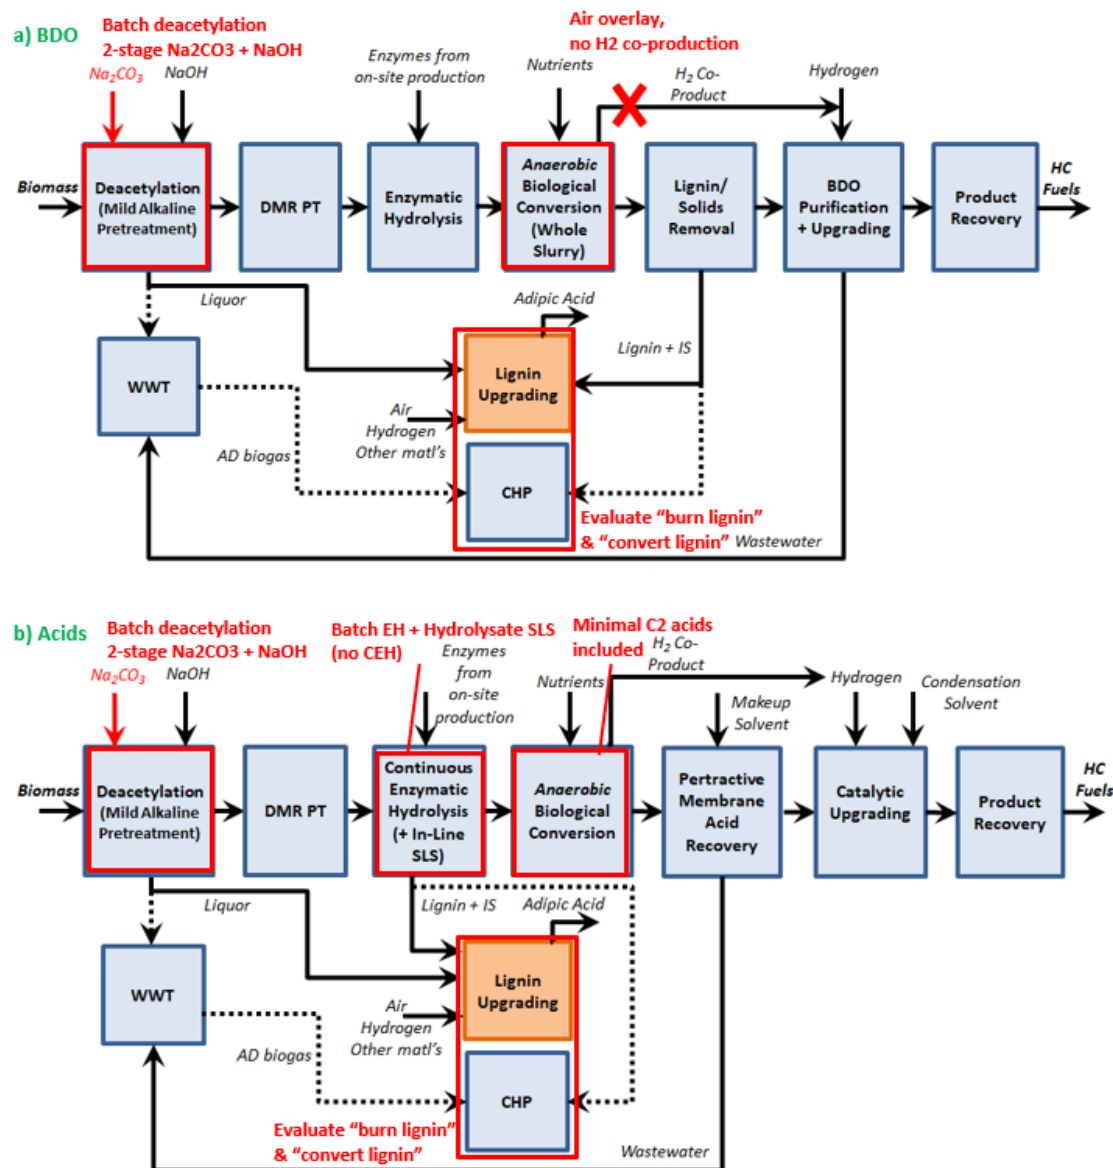 a) BDO
Batch deacetylation
2-stage Na2CO3 + NaOH
Air overlay,
no H2 co-production
Na₂CO₃
NaOH
Enzymes from
on-site production
Nutrients
H₂ Co-
Product
Hydrogen
Biomass
Deacetylation
(Mild Alkaline
Pretreatment)
DMR PT
Enzymatic
Hydrolysis
Anaerobic
Biological
Conversion
(Whole
Slurry)
Lignin/
Solids
Removal
BDO
Purification
+ Upgrading
Product
Recovery
HC
Fuels
Liquor
Adipic Acid
WWT
Lignin
Upgrading
Lignin + IS
Air
Hydrogen
Other matl's
AD biogas
CHP
Evaluate “burn lignin”
& “convert lignin”
Wastewater
b) Acids
Batch deacetylation
2-stage Na2CO3 + NaOH
Batch EH + Hydrolysate SLS
(no CEH)
Minimal C2 acids
included
Na₂CO₃
NaOH
Enzymes
from
on-site
production
Nutrients
H₂ Co-
Product
Makeup
Solvent
Hydrogen
Condensation
Solvent
Biomass
Deacetylation
(Mild Alkaline
Pretreatment)
DMR PT
Continuous
Enzymatic
Hydrolysis
(+ In-Line
SLS)
Anaerobic
Biological
Conversion
Pertractive
Membrane
Acid
Recovery
Catalytic
Upgrading
Product
Recovery
HC
Fuels
Liquor
Lignin + IS
Adipic Acid
WWT
Lignin
Upgrading
Air
Hydrogen
Other matl's
AD biogas
CHP
Evaluate “burn lignin”
& “convert lignin”
Wastewater